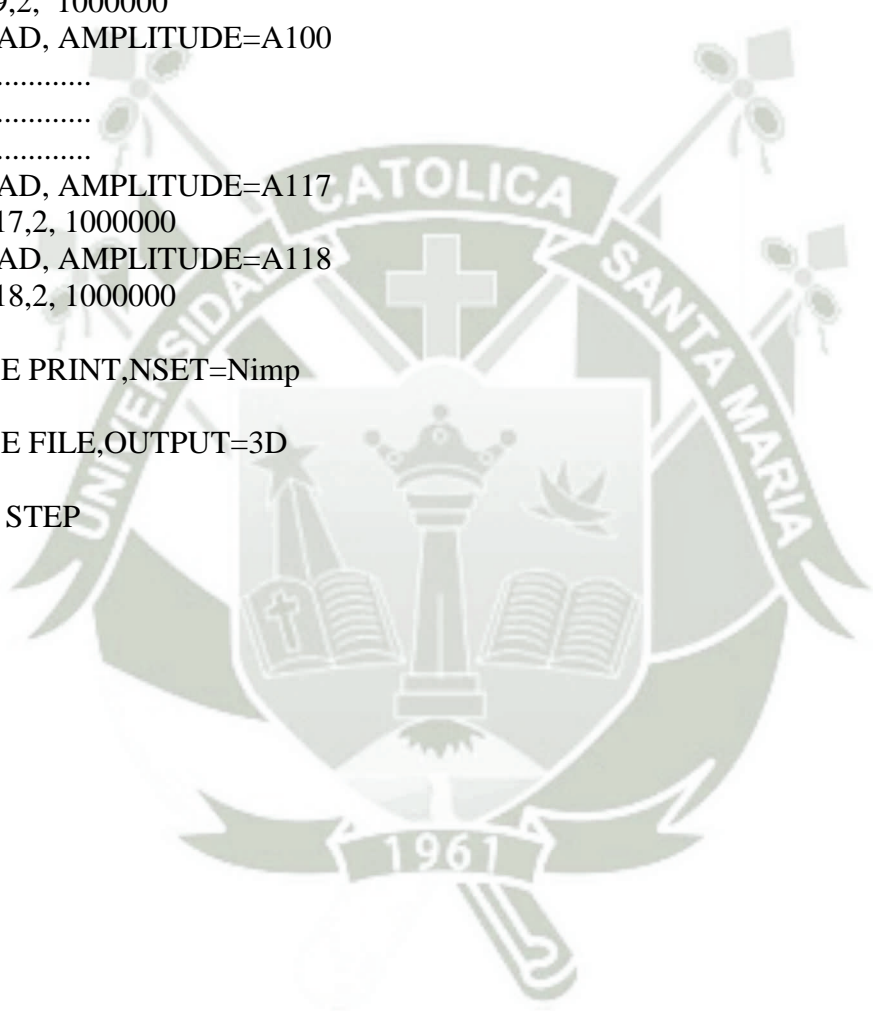 9,2, 1000000
AD, AMPLITUDE=A100
............
............
............
AD, AMPLITUDE=A117
17,2, 1000000
AD, AMPLITUDE=A118
18,2, 1000000
E PRINT,NSET=Nimp
E FILE,OUTPUT=3D
STEP
UNIVERSIDAD CATOLICA SANTA MARIA
1961